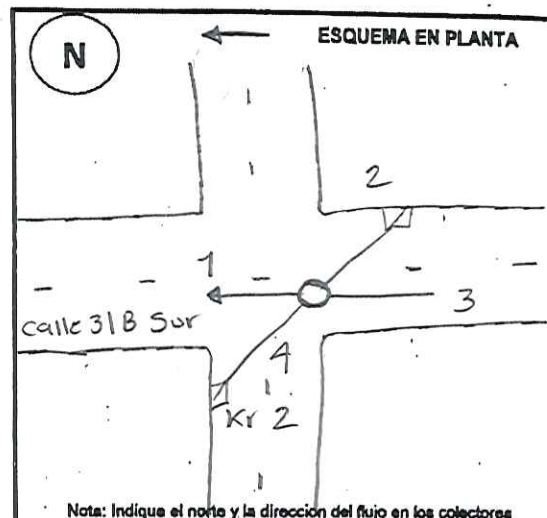 N
ESQUEMA EN PLANTA
2
1
3
Calle 31B Sur
4
Kr 2
Nota: Indique el norte y la dirección del flujo en los colectores